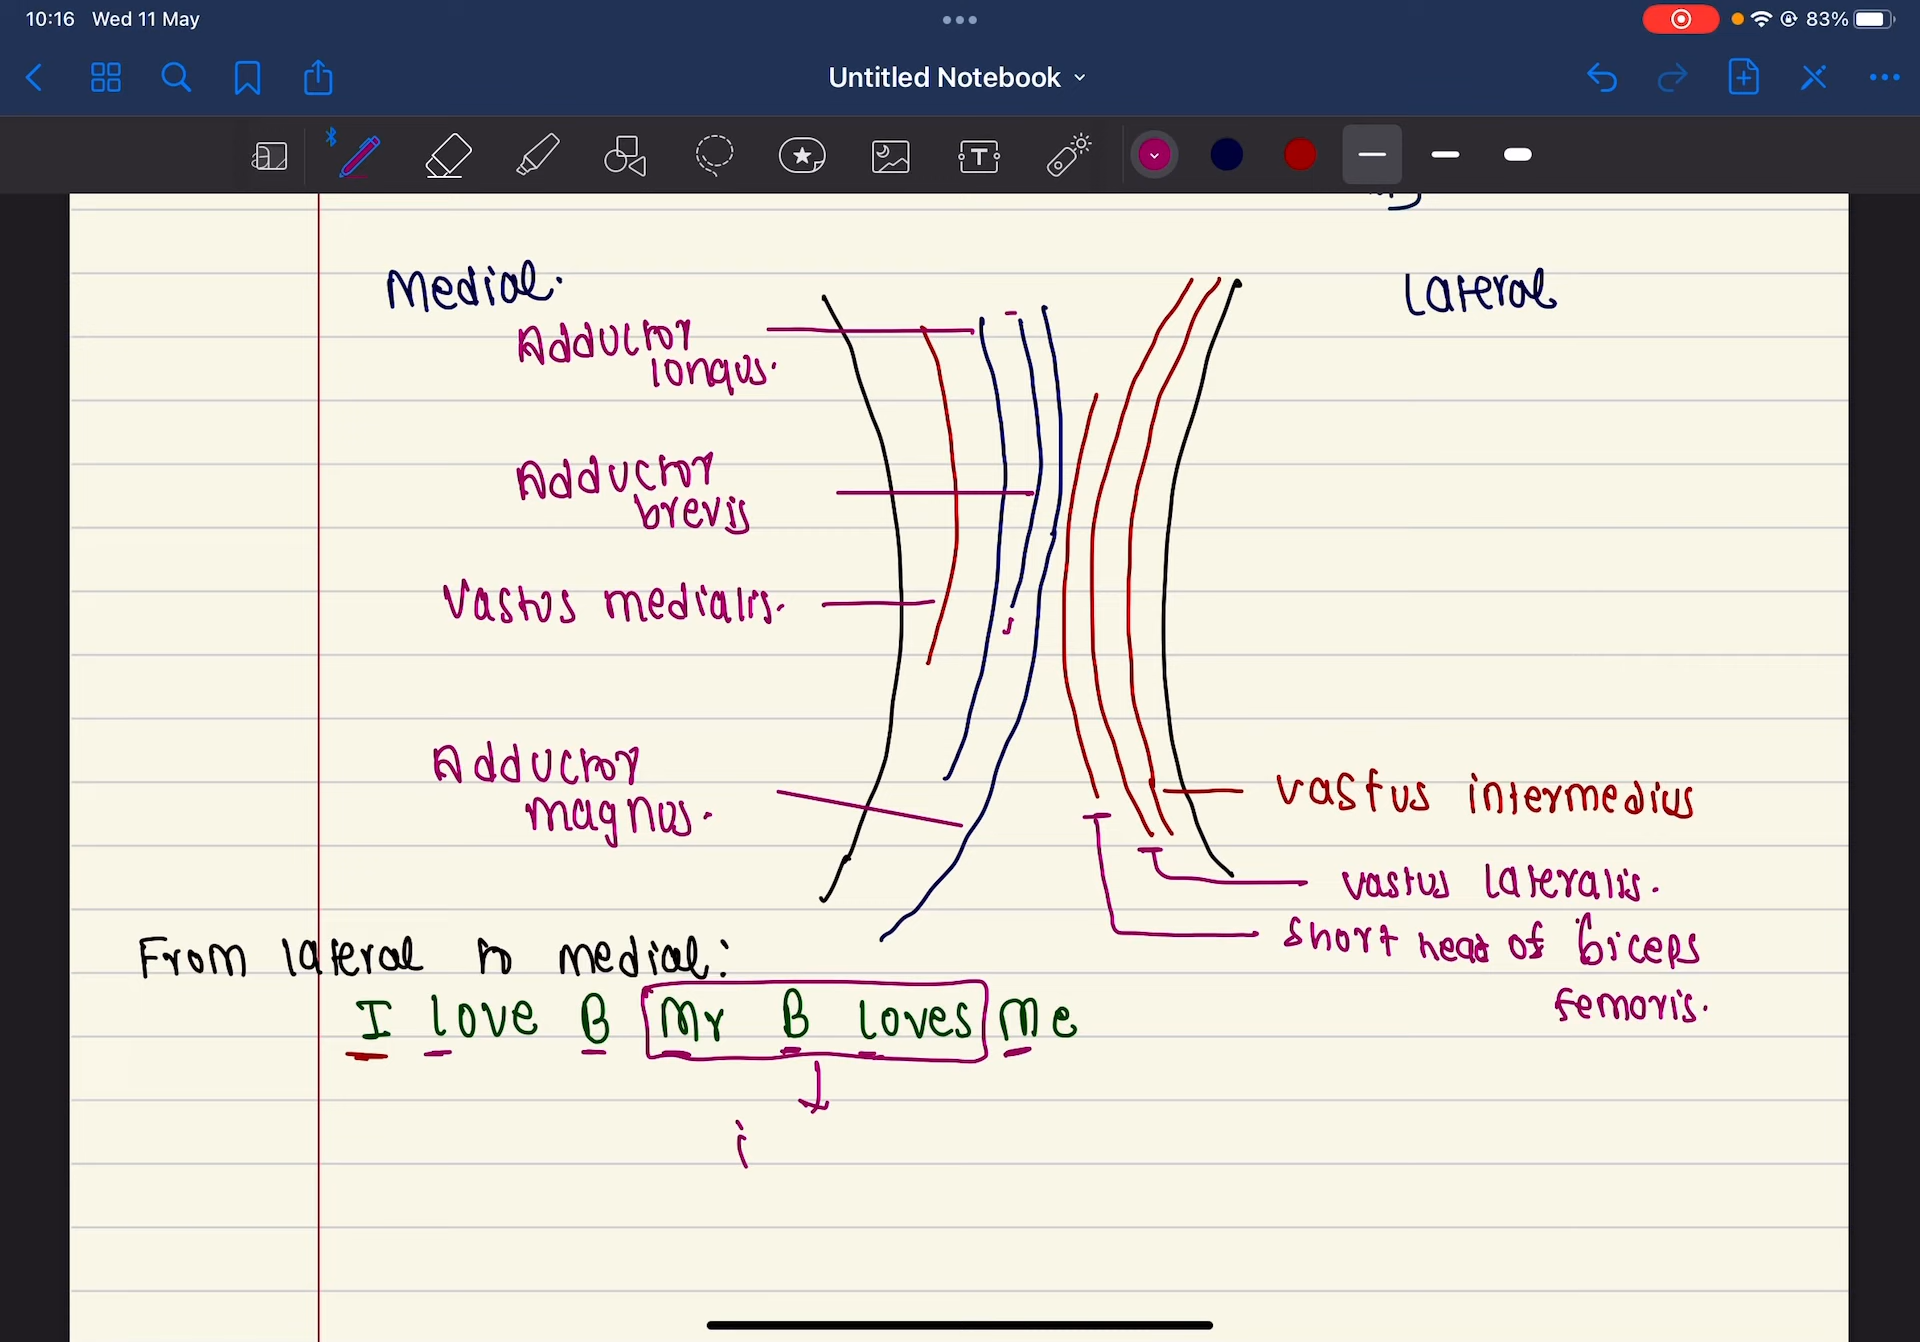 10:16 Wed 11 May
83%
Untitled Notebook
Medial.
Lateral
Adductor
longus.
Adductor
brevis
Vastus medialis.
Adductor
magnus.
vastus intermedius
vastus lateralis.
Short head of biceps
femoris.
From lateral to medial:
I love B Mr B loves Me
i